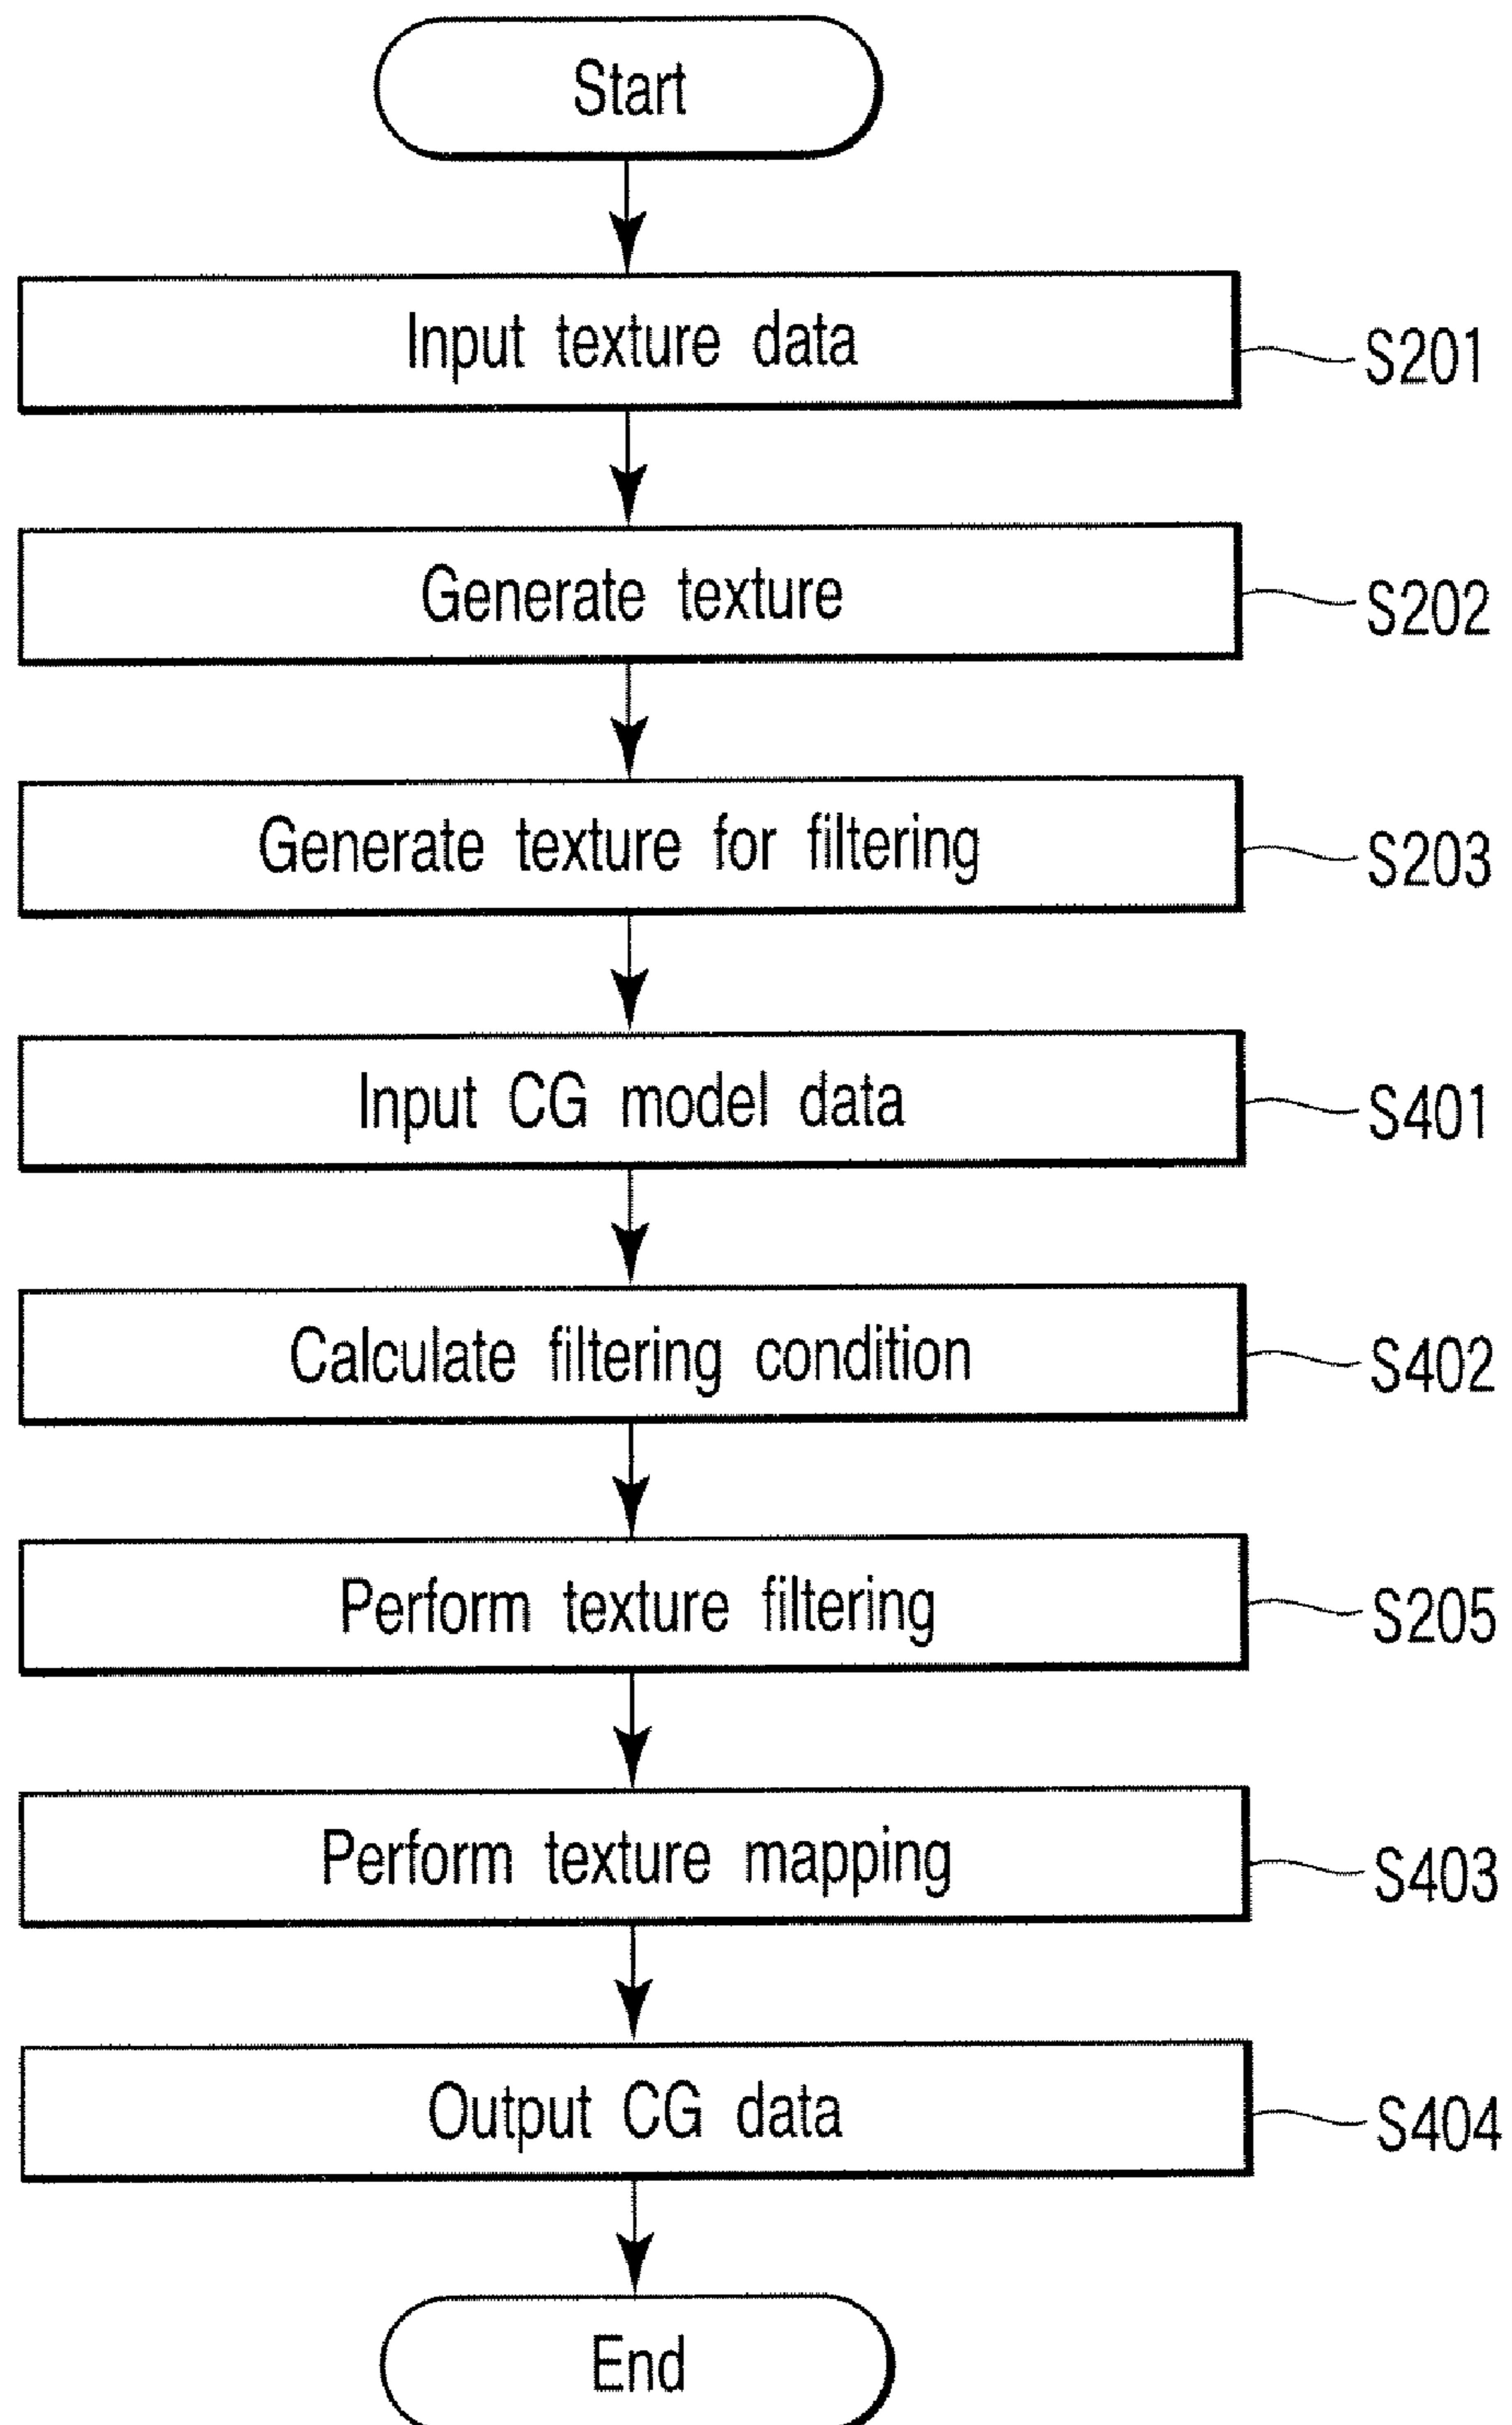 Start
Input texture data
S201
Generate texture
S202
Generate texture for filtering
S203
Input CG model data
S401
Calculate filtering condition
S402
Perform texture filtering
S205
Perform texture mapping
S403
Output CG data
S404
End